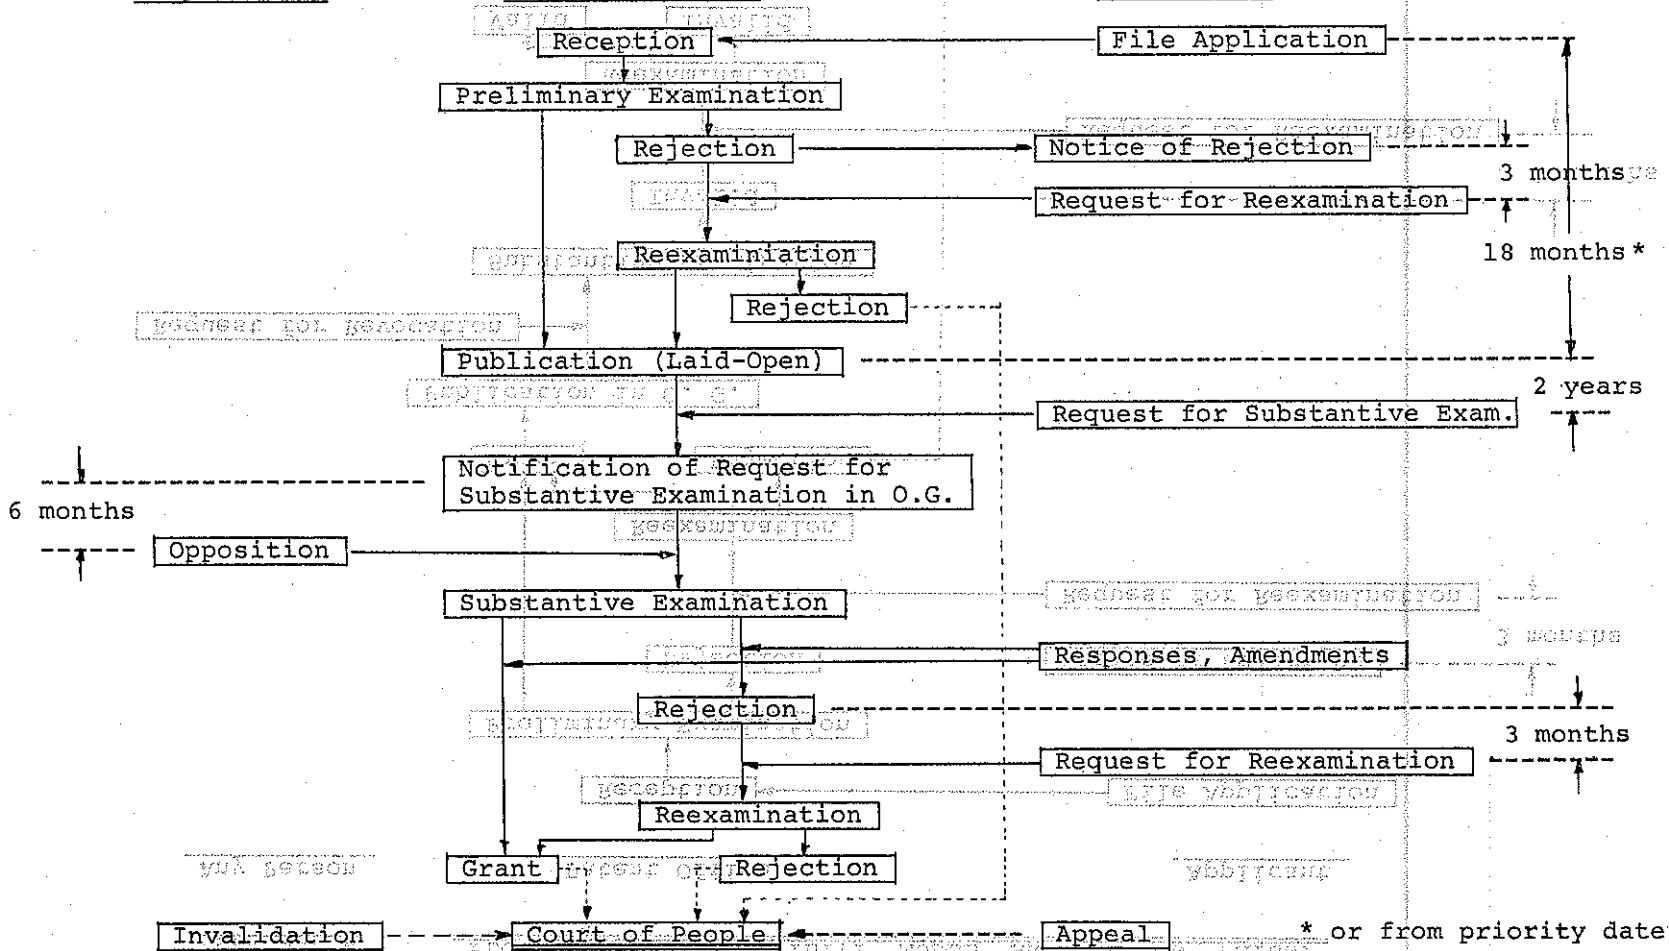 Reception
File Application
Preliminary Examination
Rejection
Notice of Rejection
3 months
Request for Reexamination
Reexaminiation
18 months*
Rejection
Publication (Laid-Open)
2 years
Request for Substantive Exam.
Notification of Request for
Substantive Examination in O.G.
6 months
Opposition
Substantive Examination
Responses, Amendments
Rejection
3 months
Request for Reexamination
Reexamination
Grant
Rejection
Invalidation
Court of People
Appeal
* or from priority date